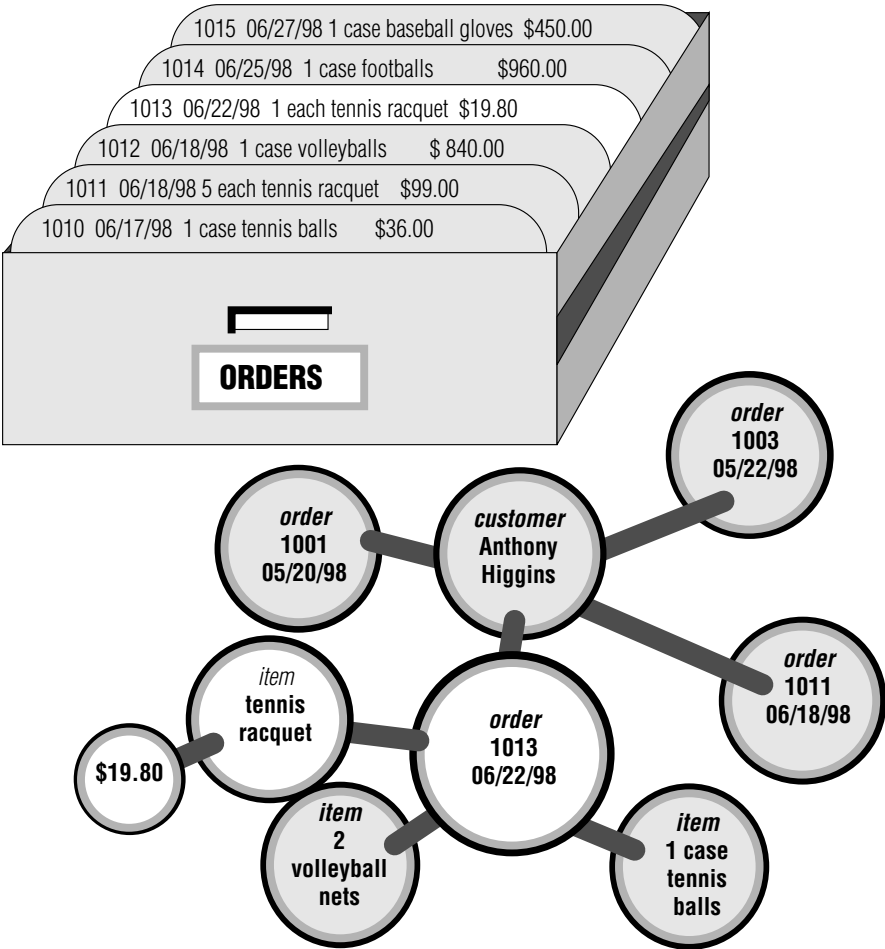 1015 06/27/98 1 case baseball gloves $450.00
1014 06/25/98 1 case footballs $960.00
1013 06/22/98 1 each tennis racquet $19.80
1012 06/18/98 1 case volleyballs $ 840.00
1011 06/18/98 5 each tennis racquet $99.00
1010 06/17/98 1 case tennis balls $36.00
ORDERS
order
1003
05/22/98
order
1001
05/20/98
customer
Anthony
Higgins
order
1011
06/18/98
item
tennis
racquet
order
1013
06/22/98
$19.80
item
2
volleyball
nets
item
1 case
tennis
balls